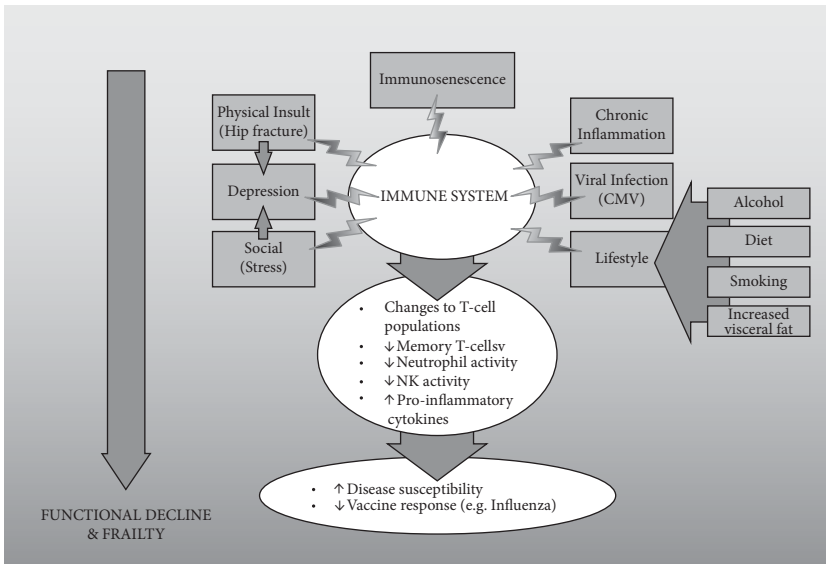 Immunosenescence
Physical Insult
(Hip fracture)
Depression
Social
(Stress)
IMMUNE SYSTEM
Chronic
Inflammation
Viral Infection
(CMV)
Lifestyle
Alcohol
Diet
Smoking
Increased
visceral fat
• Changes to T-cell
populations
• ↓ Memory T-cellsv
• ↓ Neutrophil activity
• ↓ NK activity
• ↑ Pro-inflammatory
cytokines
• ↑ Disease susceptibility
• ↓ Vaccine response (e.g. Influenza)
FUNCTIONAL DECLINE
& FRAILTY